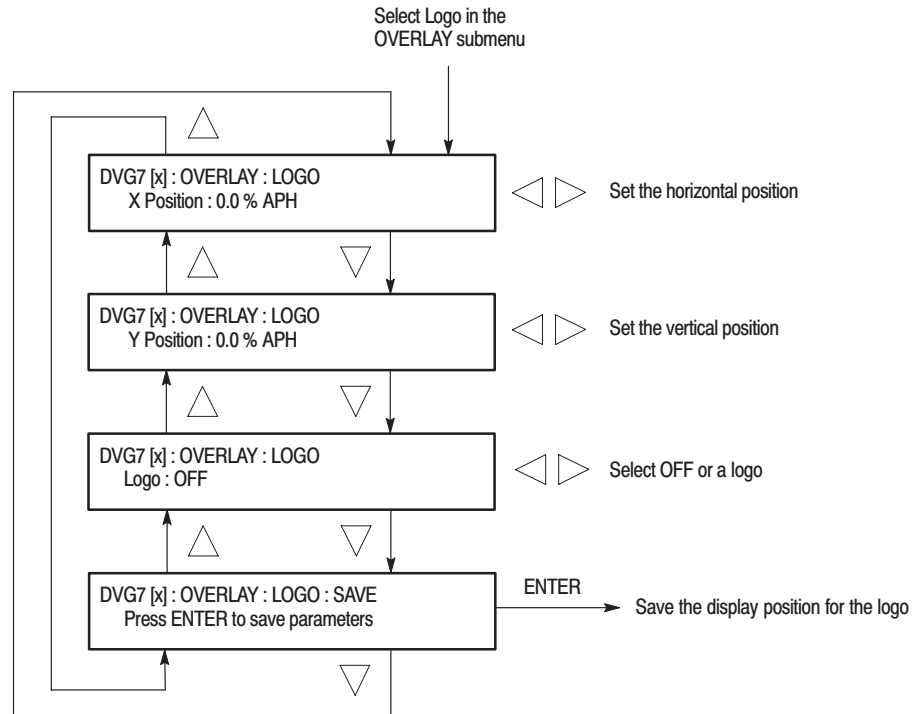 Select Logo in the
OVERLAY submenu
DVG7 [x] : OVERLAY : LOGO
X Position : 0.0 % APH
Set the horizontal position
DVG7 [x] : OVERLAY : LOGO
Y Position : 0.0 % APH
Set the vertical position
DVG7 [x] : OVERLAY : LOGO
Logo : OFF
Select OFF or a logo
DVG7 [x] : OVERLAY : LOGO : SAVE
Press ENTER to save parameters
ENTER
Save the display position for the logo